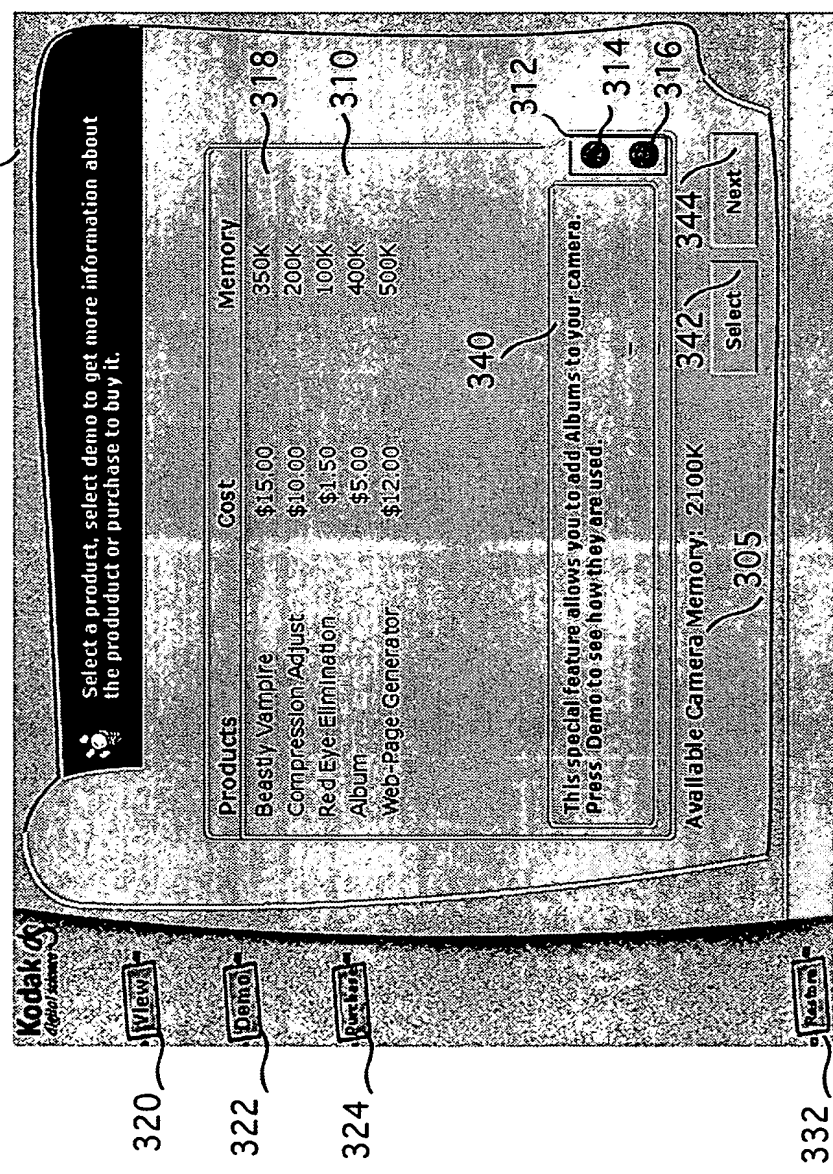 Kodak
digital science
Select a product, select demo to get more information about
the produduct or purchase to buy it.
View
Demo
Purchase
Products Cost Memory
Beastly Vampire $15.00 350K
Compression Adjust $10.00 200K
Red Eye Elimination $1.50 100K
Album $5.00 400K
Web-Page Generator $12.00 500K
This special feature allows you to add Albums to your camera.
Press Demo to see how they are used.
Available Camera Memory: 2100K
Select
Next
320
322
324
332
318
310
312
314
316
340
342
344
305